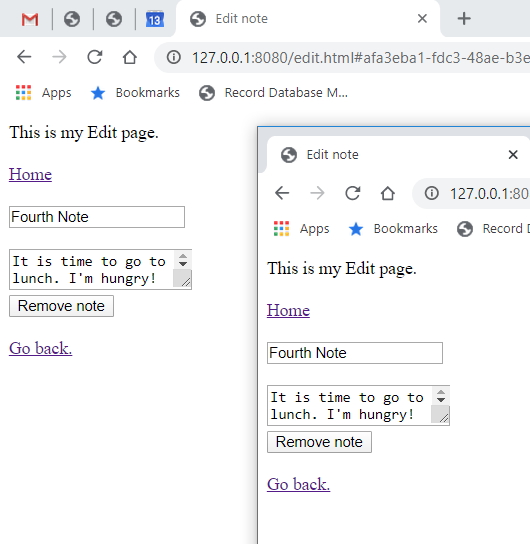 13
Edit note
127.0.0.1:8080/edit.html#afa3eba1-fdc3-48ae-b3e
Apps Bookmarks Record Database M...
This is my Edit page.
Home
Fourth Note
It is time to go to
lunch. I'm hungry!
Remove note
Go back.
Edit note
127.0.0.1:80
Apps Bookmarks Record D
This is my Edit page.
Home
Fourth Note
It is time to go to
lunch. I'm hungry!
Remove note
Go back.